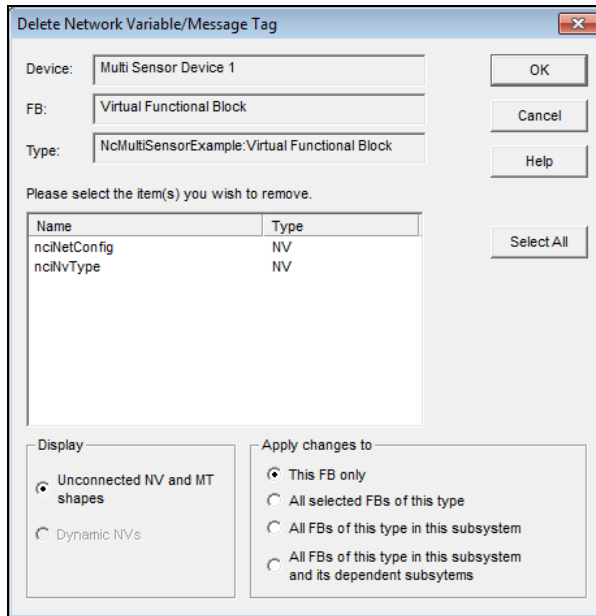 Delete Network Variable/Message Tag
Device: Multi Sensor Device 1
OK
FB: Virtual Functional Block
Cancel
Type: NcMultiSensorExample:Virtual Functional Block
Help
Please select the item(s) you wish to remove.
Name Type
nciNetConfig NV
nciNvType NV
Select All
Display
Unconnected NV and MT
shapes
Dynamic NVs
Apply changes to
This FB only
All selected FBs of this type
All FBs of this type in this subsystem
All FBs of this type in this subsystem
and its dependent subsytems